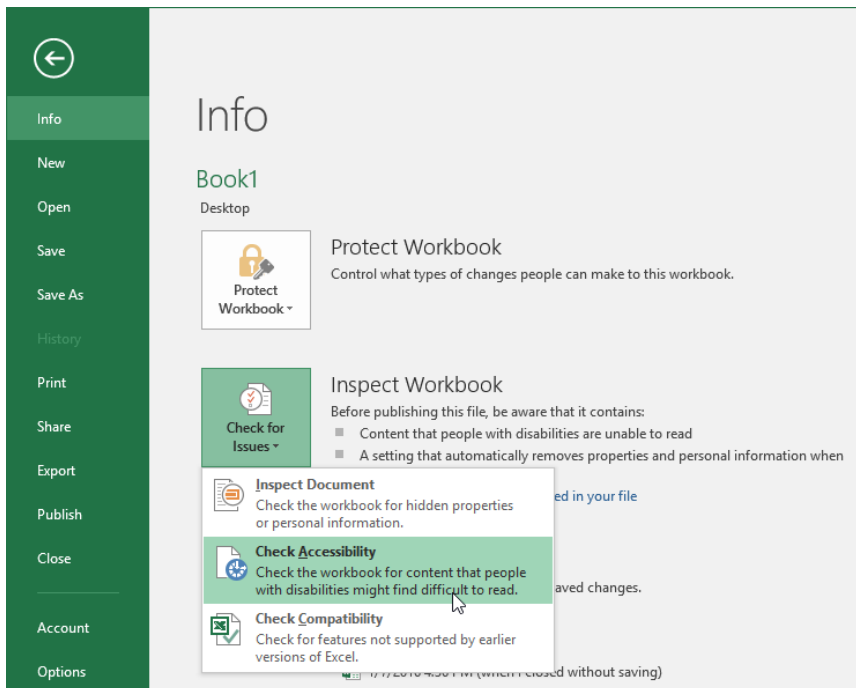 Info
New
Open
Save
Save As
History
Print
Share
Export
Publish
Close
Account
Options
Info
Book1
Desktop
Protect
Workbook
Protect Workbook
Control what types of changes people can make to this workbook.
Check for
Issues
Inspect Workbook
Before publishing this file, be aware that it contains:
Content that people with disabilities are unable to read
A setting that automatically removes properties and personal information when
ed in your file
Inspect Document
Check the workbook for hidden properties
or personal information.
Check Accessibility
Check the workbook for content that people
with disabilities might find difficult to read.
aved changes.
Check Compatibility
Check for features not supported by earlier
versions of Excel.
(when I closed without saving)